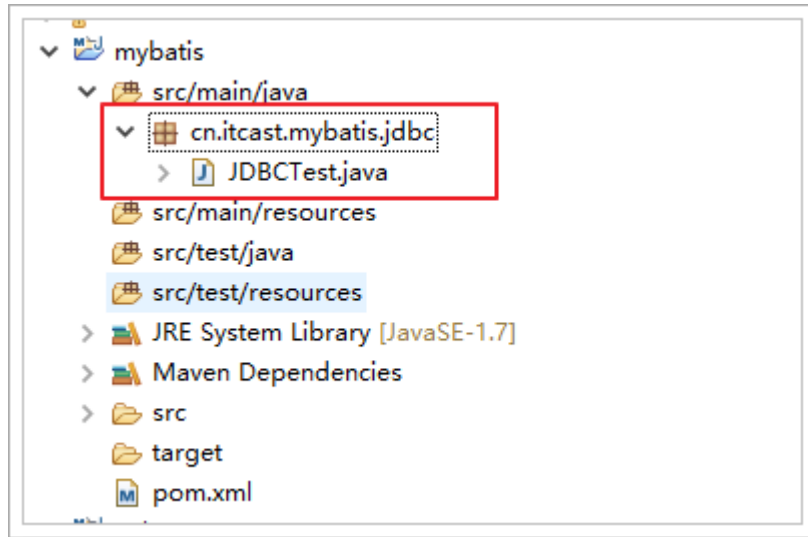 mybatis
src/main/java
cn.itcast.mybatis.jdbc
JDBCTest.java
src/main/resources
src/test/java
src/test/resources
JRE System Library [JavaSE-1.7]
Maven Dependencies
src
target
pom.xml